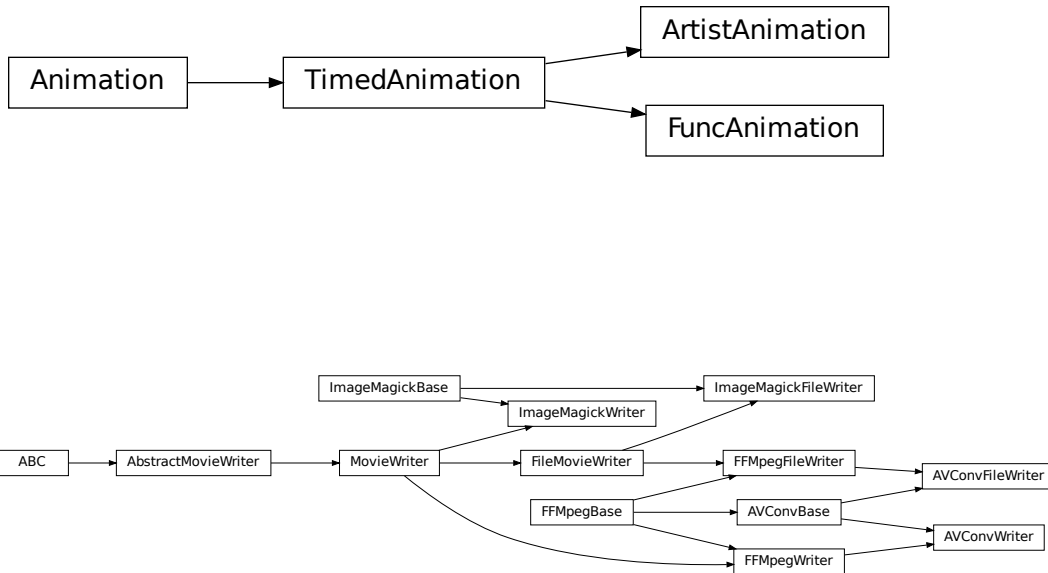 ArtistAnimation
Animation
TimedAnimation
FuncAnimation
ImageMagickBase
ImageMagickFileWriter
ImageMagickWriter
ABC
AbstractMovieWriter
MovieWriter
FileMovieWriter
FFMpegFileWriter
AVConvFileWriter
FFMpegBase
AVConvBase
AVConvWriter
FFMpegWriter